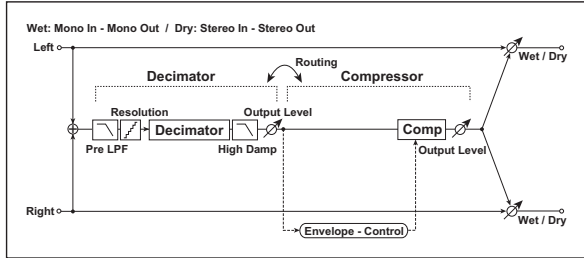 Wet: Mono In - Mono Out / Dry: Stereo In - Stereo Out
Left
Wet / Dry
Routing
Decimator
Compressor
Resolution
Output Level
Decimator
Comp
Pre LPF
High Damp
Output Level
Right
Wet / Dry
Envelope - Control